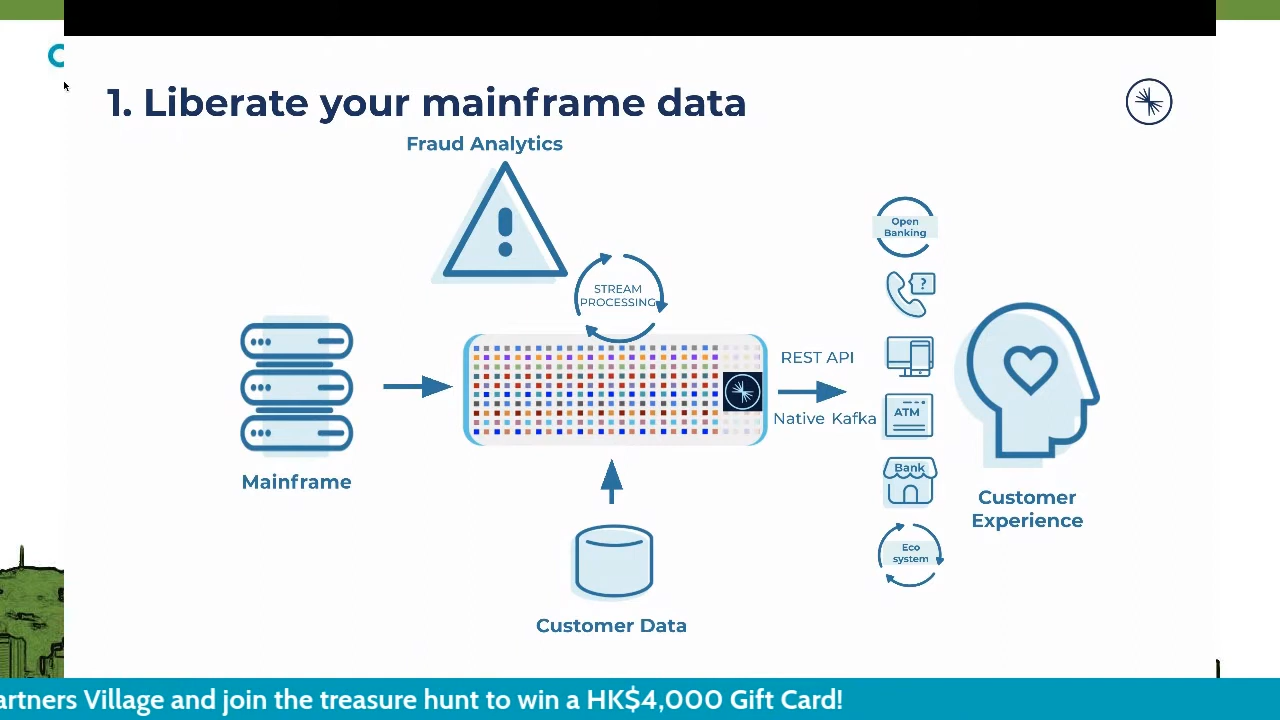 1. Liberate your mainframe data
Fraud Analytics
STREAM
PROCESSING
Open
Banking
?
REST API
Native Kafka
ATM
Bank
Eco
system
Mainframe
Customer
Experience
Customer Data
artners Village and join the treasure hunt to win a HK$4,000 Gift Card!